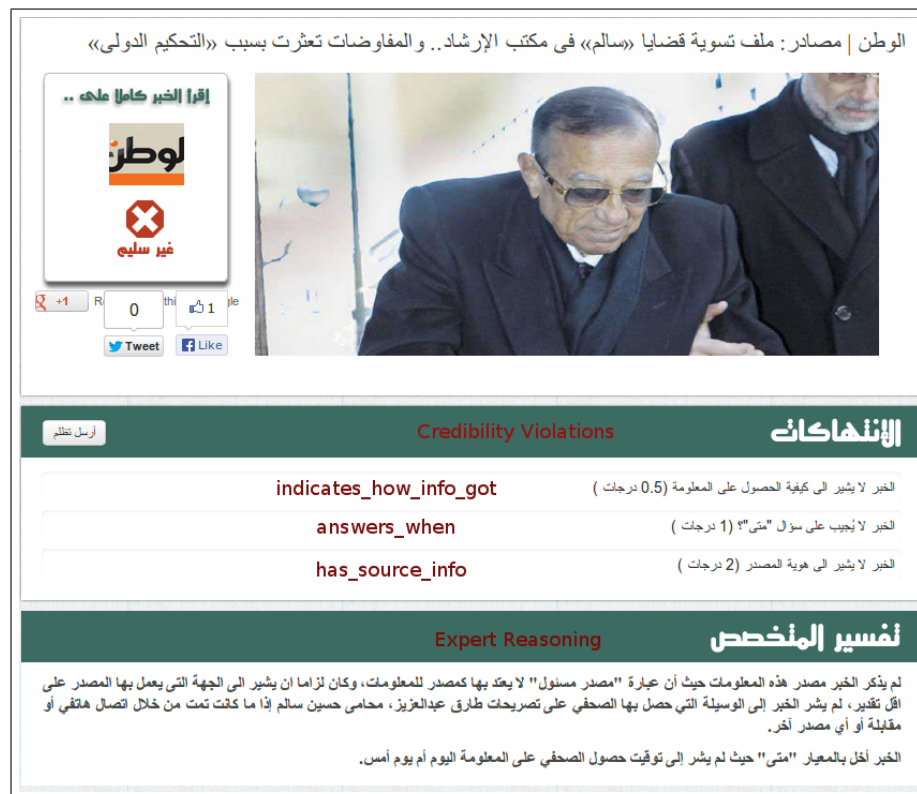 الوطن | مصادر: ملف تسوية قضايا «سالم» فى مكتب الإرشاد.. والمفاوضات تعثرت بسبب «التحكيم الدولى»
إقرأ الخبر كاملا على ..
الوطن
غير سليم
+1
0
1
Tweet
Like
الإنتهاكات
Credibility Violations
أرسل تظلم
الخبر لا يشير الى كيفية الحصول على المعلومة (0.5 درجات )
indicates_how_info_got
الخبر لا يُجيب على سؤال "متى"؟ (1 درجات )
answers_when
الخبر لا يشير الى هوية المصدر (2 درجات )
has_source_info
تفسير المتخصص
Expert Reasoning
لم يذكر الخبر مصدر هذه المعلومات حيث أن عبارة "مصدر مسئول" لا يعتد بها كمصدر للمعلومات، وكان لزاما ان يشير الى الجهة التى يعمل بها المصدر على
اقل تقدير، لم يشر الخبر إلى الوسيلة التي حصل بها الصحفي على تصريحات طارق عبدالعزيز، محامى حسين سالم إذا ما كانت تمت من خلال اتصال هاتفي أو
مقابلة أو أي مصدر آخر.
الخبر أخل بالمعيار "متى" حيث لم يشر إلى توقيت حصول الصحفي على المعلومة اليوم أم يوم أمس.